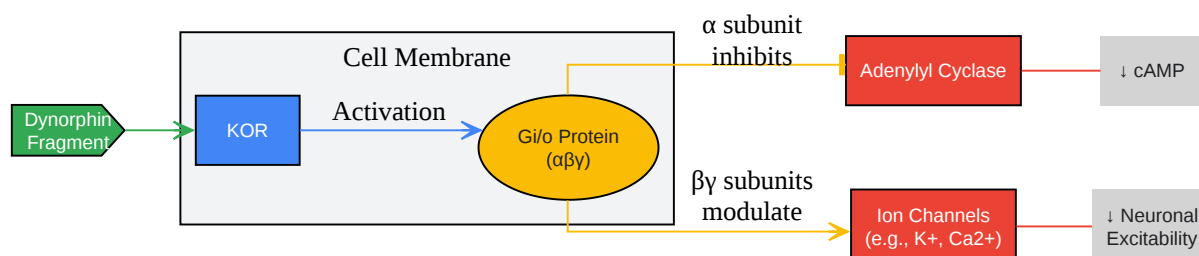 Cell Membrane
Dynorphin
Fragment
KOR
Activation
Gi/o Protein
(αβγ)
α subunit
inhibits
Adenylyl Cyclase
↓ cAMP
βγ subunits
modulate
Ion Channels
(e.g., K+, Ca2+)
↓ Neuronal
Excitability